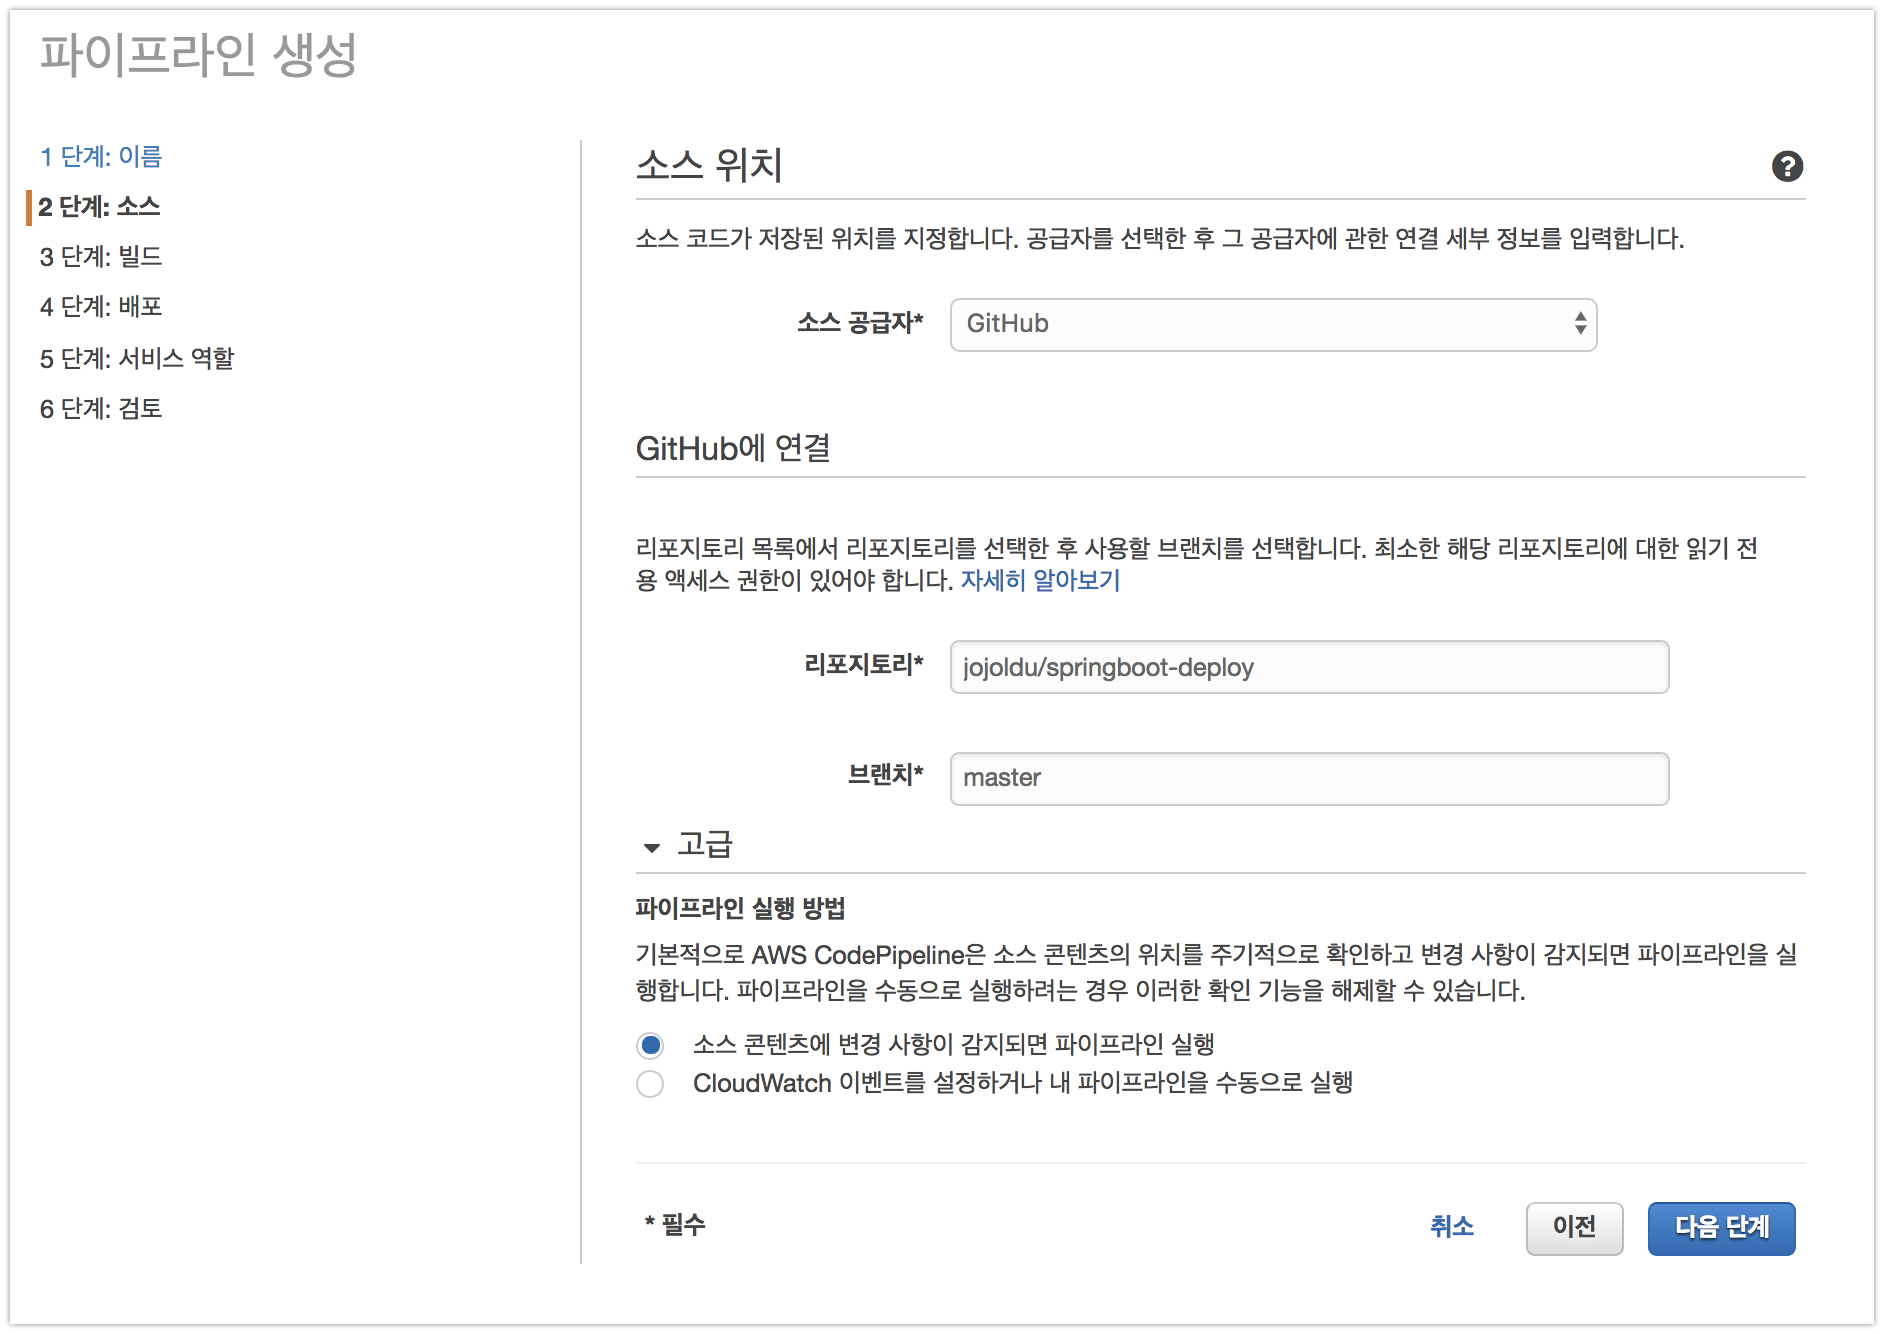 파이프라인 생성
1 단계: 이름
2 단계: 소스
3 단계: 빌드
4 단계: 배포
5 단계: 서비스 역할
6 단계: 검토
소스 위치
?
소스 코드가 저장된 위치를 지정합니다. 공급자를 선택한 후 그 공급자에 관한 연결 세부 정보를 입력합니다.
소스 공급자* GitHub
GitHub에 연결
리포지토리 목록에서 리포지토리를 선택한 후 사용할 브랜치를 선택합니다. 최소한 해당 리포지토리에 대한 읽기 전
용 액세스 권한이 있어야 합니다. 자세히 알아보기
리포지토리* jojoldu/springboot-deploy
브랜치* master
고급
파이프라인 실행 방법
기본적으로 AWS CodePipeline은 소스 콘텐츠의 위치를 주기적으로 확인하고 변경 사항이 감지되면 파이프라인을 실
행합니다. 파이프라인을 수동으로 실행하려는 경우 이러한 확인 기능을 해제할 수 있습니다.
소스 콘텐츠에 변경 사항이 감지되면 파이프라인 실행
CloudWatch 이벤트를 설정하거나 내 파이프라인을 수동으로 실행
* 필수
취소 이전 다음 단계